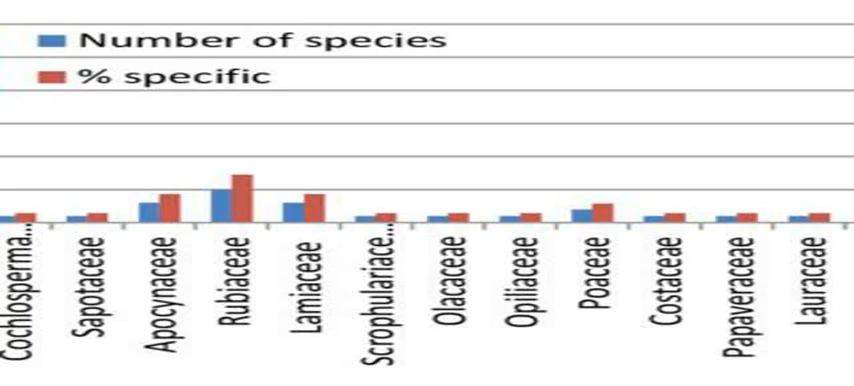 Number of species
% specific
Cochlosperma...
Sapotaceae
Apocynaceae
Rubiaceae
Lamiaceae
Scrophulariace...
Olacaceae
Opiliaceae
Poaceae
Costaceae
Papaveraceae
Lauraceae